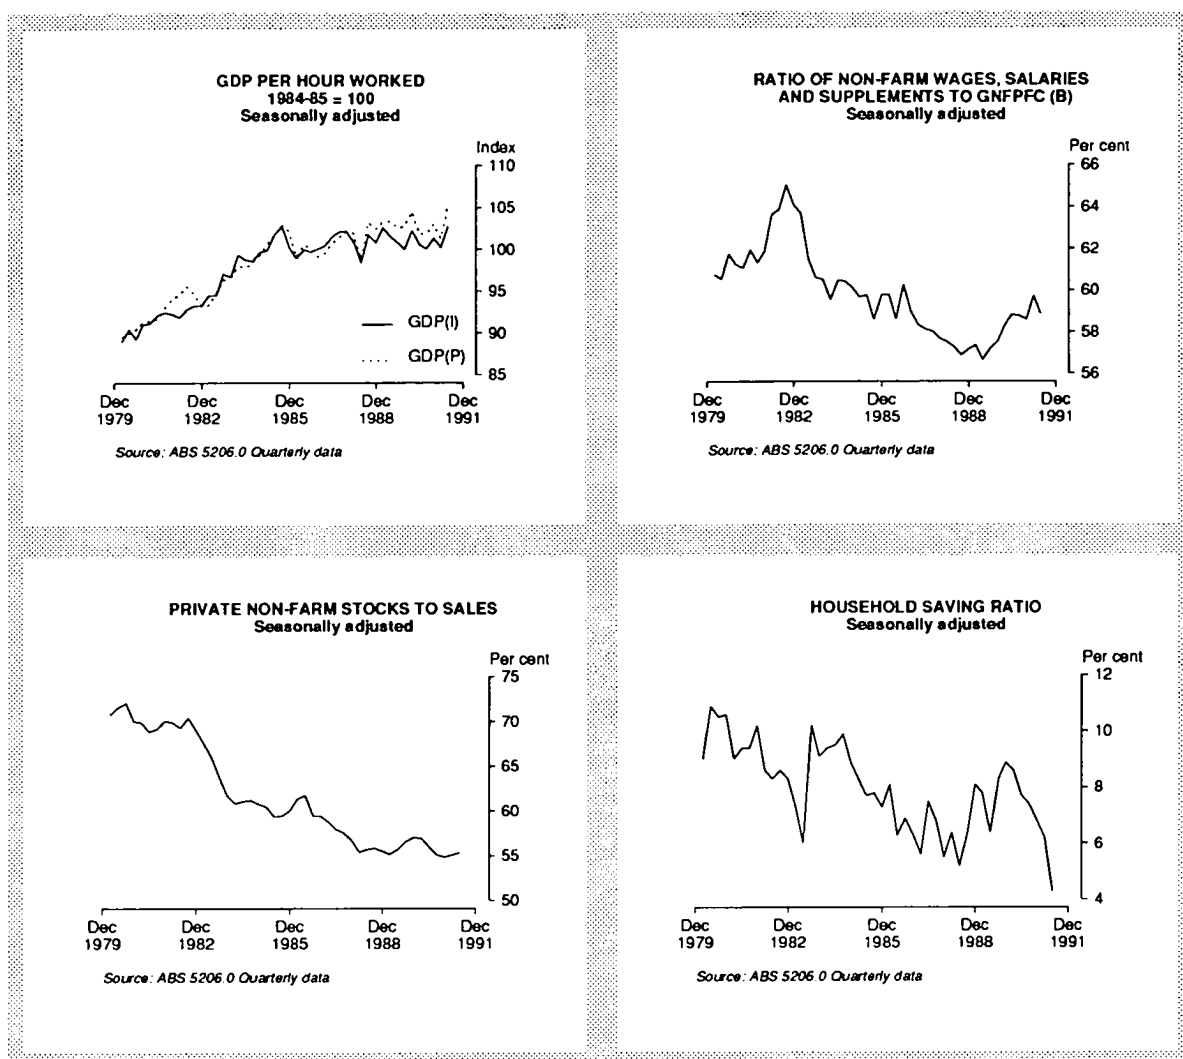 GDP PER HOUR WORKED
1984-85 = 100
Seasonally adjusted
Index
110
105
100
95
90
85
GDP(I)
GDP(P)
Dec Dec Dec Dec Dec
1979 1982 1985 1988 1991
Source: ABS 5206.0 Quarterly data
RATIO OF NON-FARM WAGES, SALARIES
AND SUPPLEMENTS TO GNFPFC (B)
Seasonally adjusted
Per cent
66
64
62
60
58
56
Dec Dec Dec Dec Dec
1979 1982 1985 1988 1991
Source: ABS 5206.0 Quarterly data
PRIVATE NON-FARM STOCKS TO SALES
Seasonally adjusted
Per cent
75
70
65
60
55
50
Dec Dec Dec Dec Dec
1979 1982 1985 1988 1991
Source: ABS 5206.0 Quarterly data
HOUSEHOLD SAVING RATIO
Seasonally adjusted
Per cent
12
10
8
6
4
Dec Dec Dec Dec Dec
1979 1982 1985 1988 1991
Source: ABS 5206.0 Quarterly data